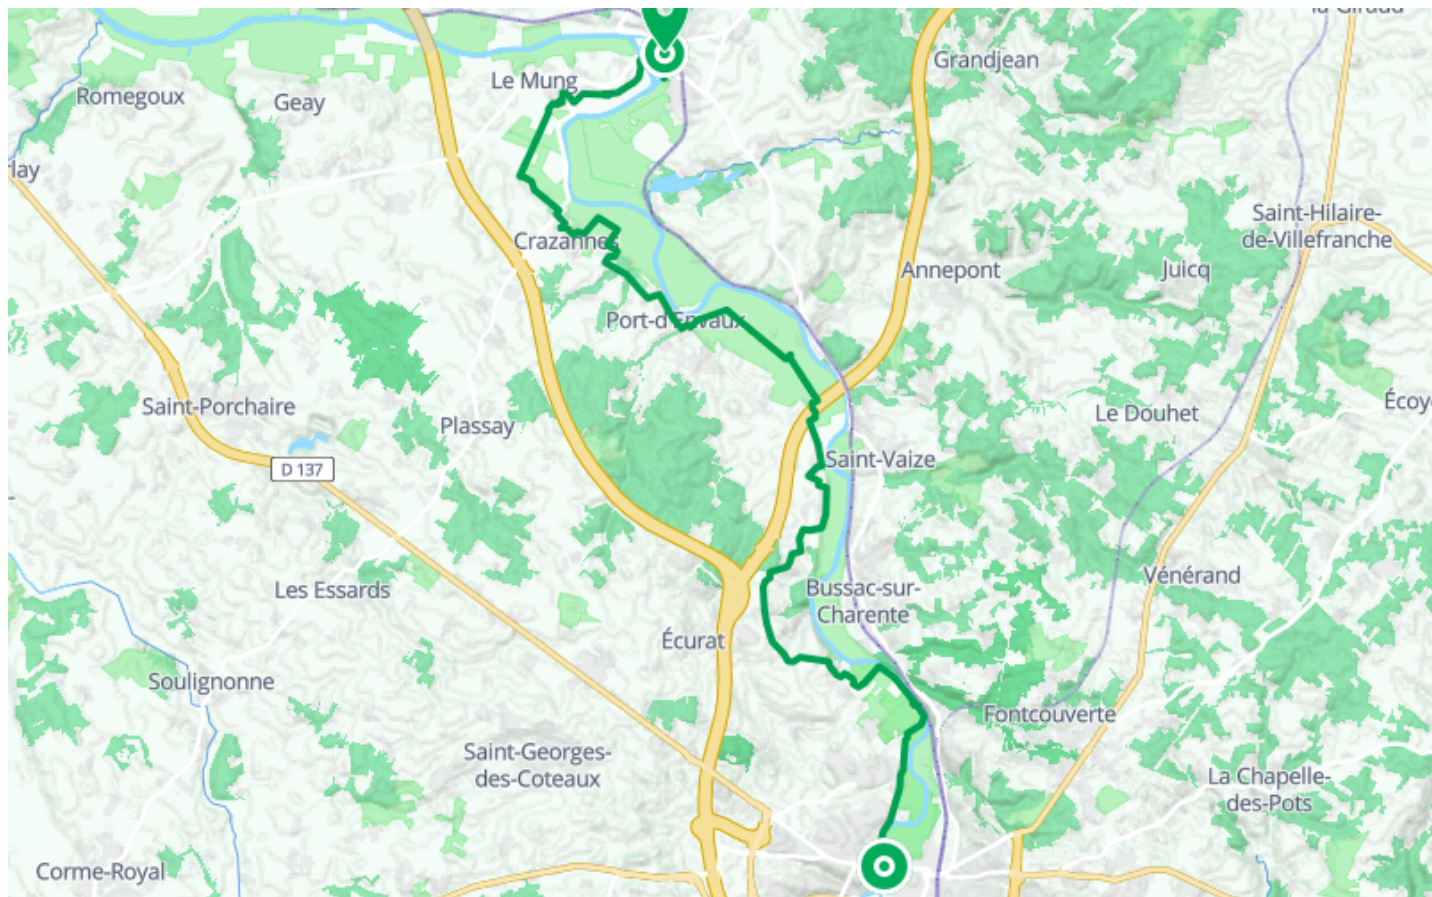 Grandjean
Le Mung
Romegoux
Geay
Saint-Hilaire-
de-Villefranche
Crazannes
Annepont
Juicq
Port-d'Envaux
Saint-Porchaire
Le Douhet
Plassay
Saint-Vaize
D 137
Les Essards
Bussac-sur-
Charente
Vénérand
Écurat
Soulignonne
Fontcouverte
Saint-Georges-
des-Coteaux
La Chapelle-
des-Pots
Corme-Royal